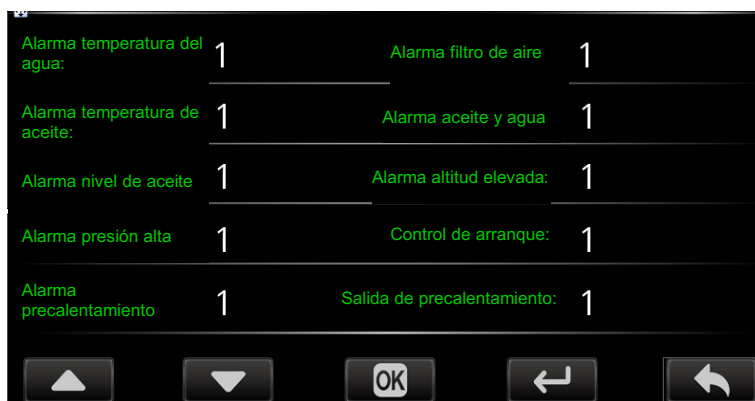 Alarma temperatura del
agua:
1
Alarma filtro de aire
1
Alarma temperatura de
aceite:
1
Alarma aceite y agua
1
Alarma nivel de aceite
1
Alarma altitud elevada:
1
Alarma presión alta
1
Control de arranque:
1
Alarma
precalentamiento
1
Salida de precalentamiento:
1
OK